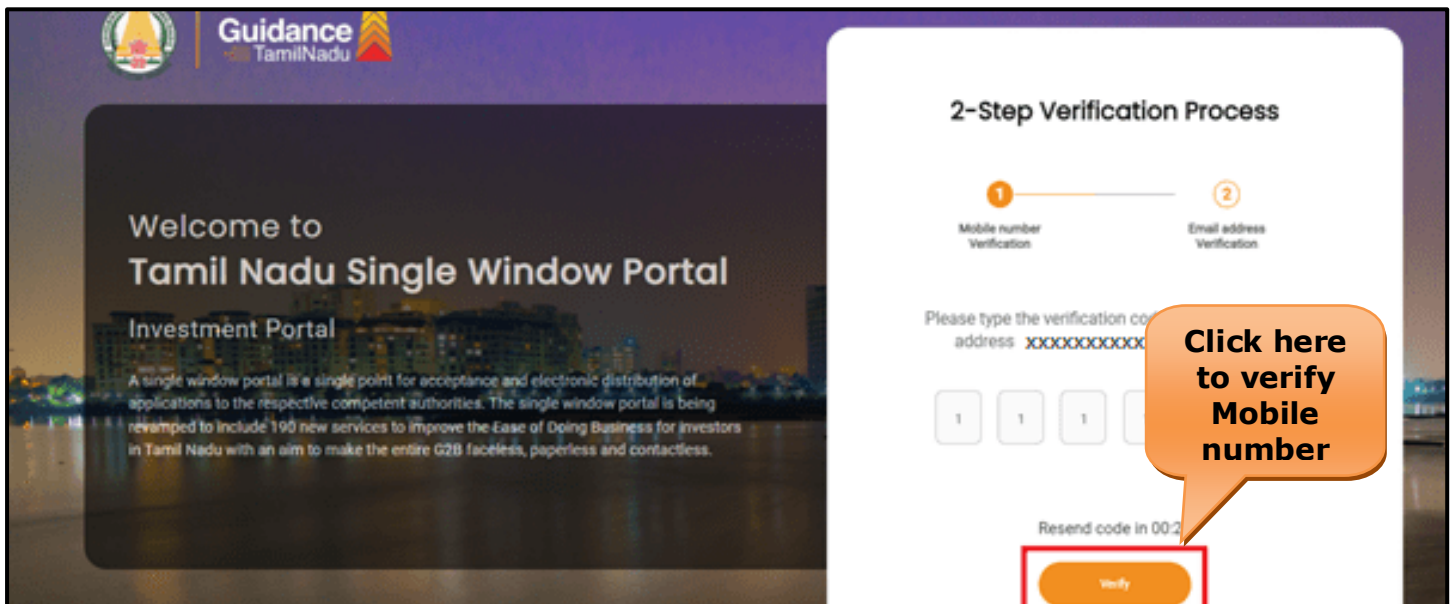 Guidance
TamilNadu
Welcome to
Tamil Nadu Single Window Portal
Investment Portal
A single window portal is a single point for acceptance and electronic distribution of
applications to the respective competent authorities. The single window portal is being
revamped to include 190 new services to improve the Ease of Doing Business for investors
in Tamil Nadu with an aim to make the entire G2B faceless, paperless and contactless.
2-Step Verification Process
1 2
Mobile number
Verification
Email address
Verification
Please type the verification
address xxxxxxxxxx
1 1 1
Resend code in
Verify
Click here
to verify
Mobile
number